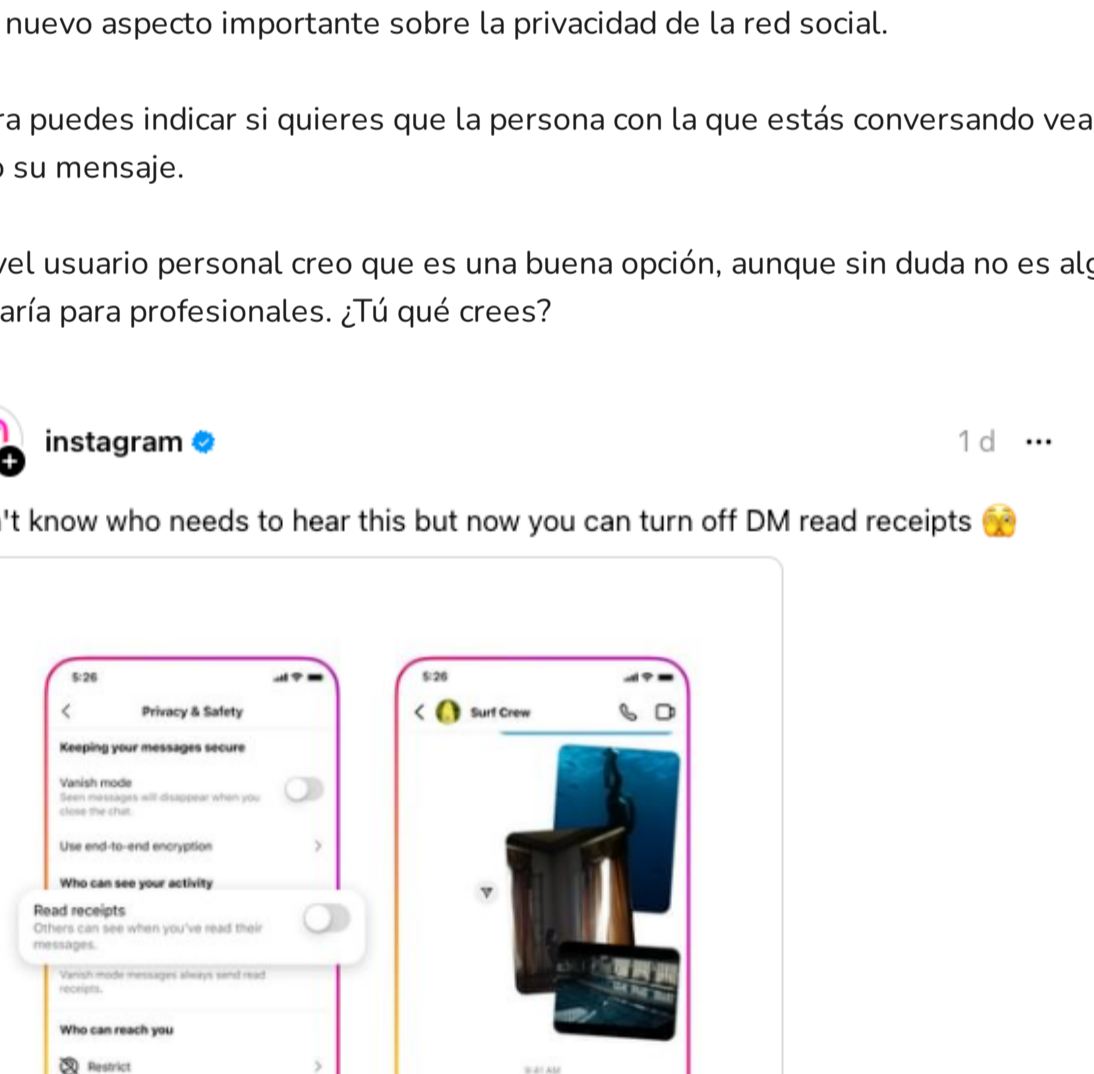 nuevo aspecto importante sobre la privacidad de la red social.
ra puedes indicar si quieres que la persona con la que estás conversando vea
o su mensaje.
vel usuario personal creo que es una buena opción, aunque sin duda no es alg
aría para profesionales. ¿Tú qué crees?
instagram
1 d
't know who needs to hear this but now you can turn off DM read receipts 🫣
5:26
Privacy & Safety
Keeping your messages secure
Vanish mode
Seen messages will disappear when you
close the chat.
Use end-to-end encryption
Who can see your activity
Read receipts
Others can see when you've read their
messages.
Vanish mode messages always send read
receipts.
Who can reach you
Restrict
5:26
Surf Crew
9:41 AM